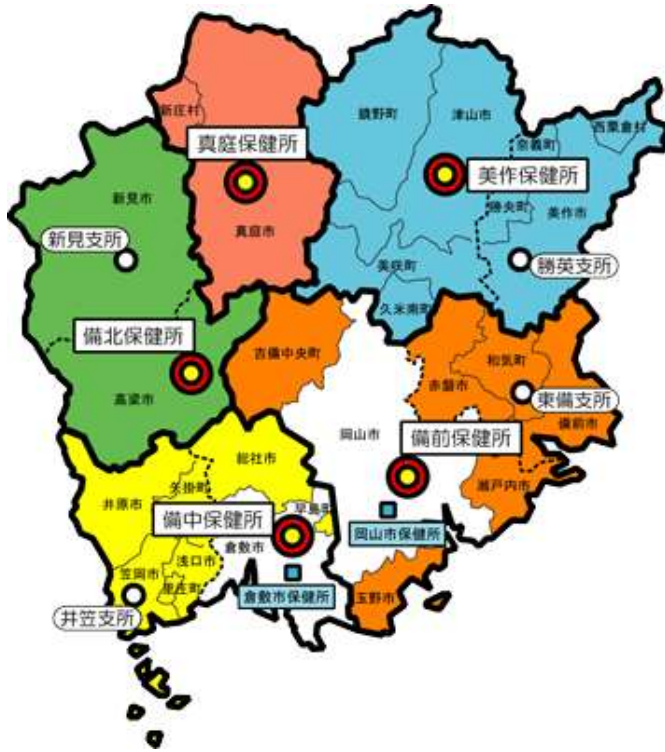 新庄村
真庭保健所
真庭市
鏡野町
津山市
西粟倉村
奈義町
美作保健所
勝央町
美作市
勝英支所
美咲町
久米南町
新見市
新見支所
備北保健所
高梁市
吉備中央町
赤磐市
和気町
東備支所
備前市
岡山市
備前保健所
瀬戸内市
岡山市保健所
玉野市
総社市
矢掛町
井原市
早島町
備中保健所
倉敷市
浅口市
笠岡市
里庄町
倉敷市保健所
井笠支所